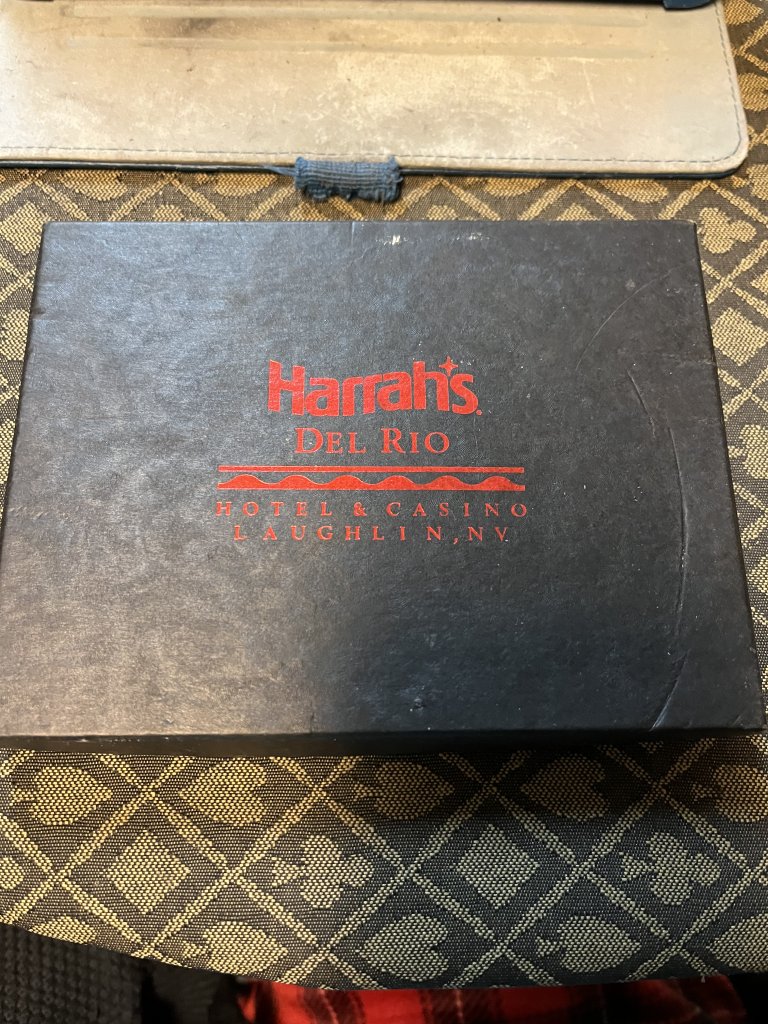 Harrah's.
DEL RIO
HOTEL & CASINO
LAUGHLIN, NV